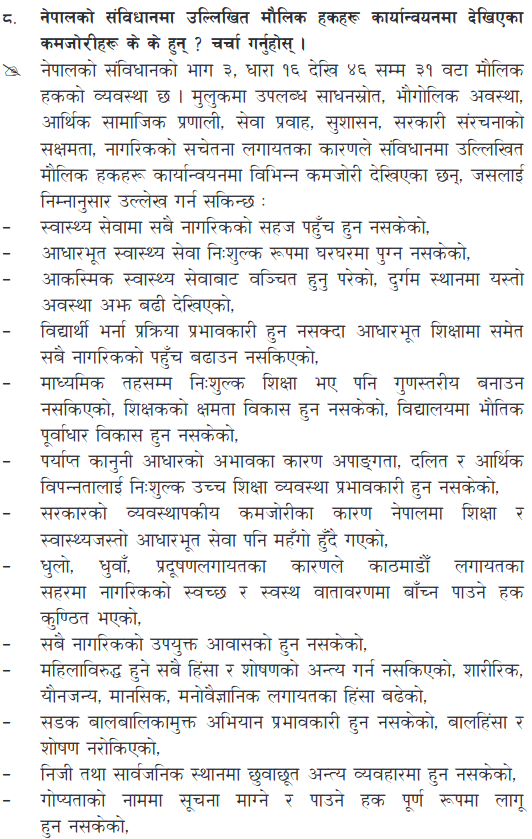 ८. नेपालको संविधानमा उल्लिखित मौलिक हकहरू कार्यान्वयनमा देखिएका
कमजोरीहरू के के हुन् ? चर्चा गर्नुहोस् ।
नेपालको संविधानको भाग ३, धारा १६ देखि ४६ सम्म ३१ वटा मौलिक
हकको व्यवस्था छ । मुलुकमा उपलब्ध साधनस्रोत, भौगोलिक अवस्था,
आर्थिक सामाजिक प्रणाली, सेवा प्रवाह, सुशासन, सरकारी संरचनाको
सक्षमता, नागरिकको सचेतना लगायतका कारणले संविधानमा उल्लिखित
मौलिक हकहरू कार्यान्वयनमा विभिन्न कमजोरी देखिएका छन्, जसलाई
निम्नानुसार उल्लेख गर्न सकिन्छ :
- स्वास्थ्य सेवामा सबै नागरिकको सहज पहुँच हुन नसकेको,
- आधारभूत स्वास्थ्य सेवा निःशुल्क रूपमा घरघरमा पुग्न नसकेको,
- आकस्मिक स्वास्थ्य सेवाबाट वञ्चित हुनु परेको, दुर्गम स्थानमा यस्तो
अवस्था अझ बढी देखिएको,
- विद्यार्थी भर्ना प्रक्रिया प्रभावकारी हुन नसक्दा आधारभूत शिक्षामा समेत
सबै नागरिकको पहुँच बढाउन नसकिएको,
- माध्यमिक तहसम्म निःशुल्क शिक्षा भए पनि गुणस्तरीय बनाउन
नसकिएको, शिक्षकको क्षमता विकास हुन नसकेको, विद्यालयमा भौतिक
पूर्वाधार विकास हुन नसकेको,
- पर्याप्त कानुनी आधारको अभावका कारण अपाङ्गता, दलित र आर्थिक
विपन्नतालाई निःशुल्क उच्च शिक्षा व्यवस्था प्रभावकारी हुन नसकेको,
- सरकारको व्यवस्थापकीय कमजोरीका कारण नेपालमा शिक्षा र
स्वास्थ्यजस्तो आधारभूत सेवा पनि महँगो हुँदै गएको,
- धुलो, धुवाँ, प्रदूषणलगायतका कारणले काठमाडौँ लगायतका
सहरमा नागरिकको स्वच्छ र स्वस्थ वातावरणमा बाँच्न पाउने हक
कुण्ठित भएको,
- सबै नागरिकको उपयुक्त आवासको हुन नसकेको,
- महिलाविरुद्ध हुने सबै हिंसा र शोषणको अन्त्य गर्न नसकिएको, शारीरिक,
यौनजन्य, मानसिक, मनोवैज्ञानिक लगायतका हिंसा बढेको,
- सडक बालबालिकामुक्त अभियान प्रभावकारी हुन नसकेको, बालहिंसा र
शोषण नरोकिएको,
- निजी तथा सार्वजनिक स्थानमा छुवाछूत अन्त्य व्यवहारमा हुन नसकेको,
- गोप्यताको नाममा सूचना माग्ने र पाउने हक पूर्ण रूपमा लागू
हुन नसकेको,